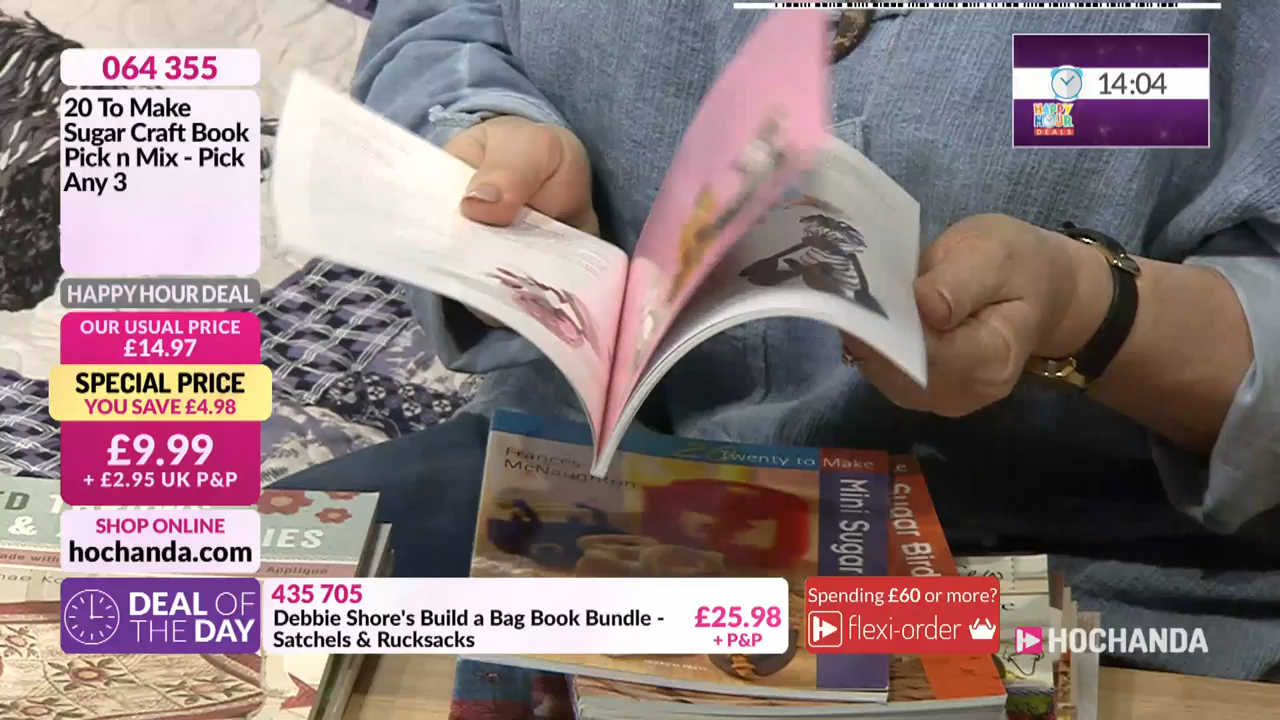 064 355
20 To Make
Sugar Craft Book
Pick n Mix - Pick
Any 3
HAPPY HOUR DEAL
OUR USUAL PRICE
£14.97
SPECIAL PRICE
YOU SAVE £4.98
£9.99
+ £2.95 UK P&P
SHOP ONLINE
hochanda.com
14:04
HAPPY
HOUR
DEALS
Frances
McNaughton
Twenty to Make
Mini Sugar
Sugar Bird
&
DEAL OF
THE DAY
435 705
Debbie Shore's Build a Bag Book Bundle -
Satchels & Rucksacks
£25.98
+ P&P
Spending £60 or more?
flexi-order
HOCHANDA
SEARCH PRESS
Appliqué